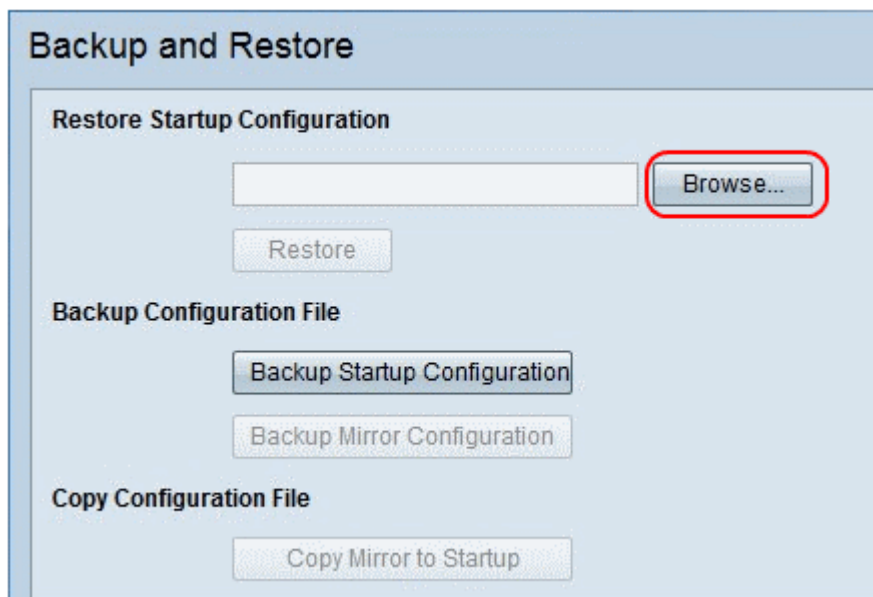 Backup and Restore
Restore Startup Configuration
Browse...
Restore
Backup Configuration File
Backup Startup Configuration
Backup Mirror Configuration
Copy Configuration File
Copy Mirror to Startup